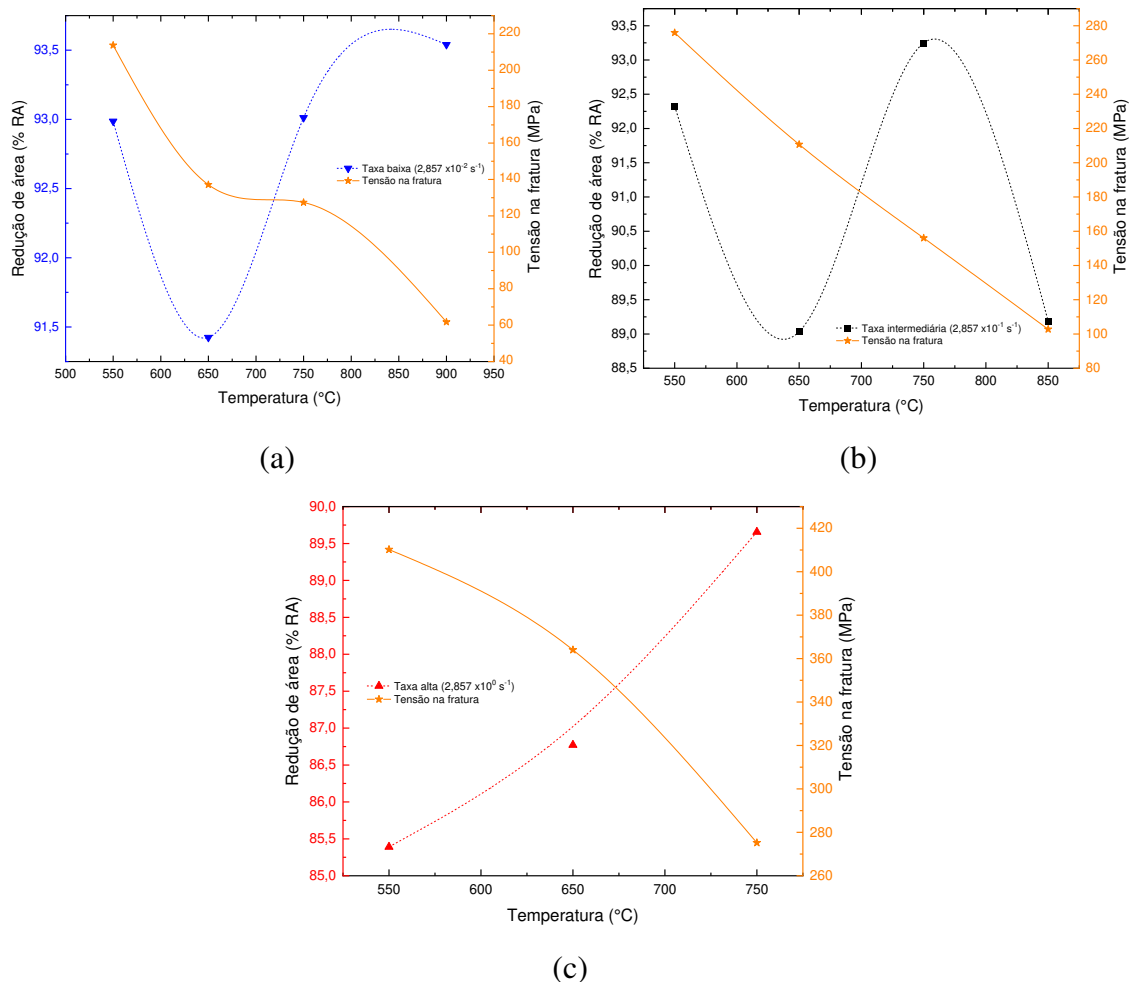 93,5
93,0
92,5
92,0
91,5
Redução de área (% RA)
220
200
180
160
140
120
100
80
60
40
Tensão na fratura (MPa)
Taxa baixa (2,857 x10⁻² s⁻¹)
Tensão na fratura
500 550 600 650 700 750 800 850 900 950
Temperatura (°C)
(a)
93,5
93,0
92,5
92,0
91,5
91,0
90,5
90,0
89,5
89,0
88,5
Redução de área (% RA)
280
260
240
220
200
180
160
140
120
100
80
Tensão na fratura (MPa)
Taxa intermediária (2,857 x10⁻¹ s⁻¹)
Tensão na fratura
550 600 650 700 750 800 850
Temperatura (°C)
(b)
90,0
89,5
89,0
88,5
88,0
87,5
87,0
86,5
86,0
85,5
85,0
Redução de área (% RA)
420
400
380
360
340
320
300
280
260
Tensão na fratura (MPa)
Taxa alta (2,857 x10⁰ s⁻¹)
Tensão na fratura
550 600 650 700 750
Temperatura (°C)
(c)